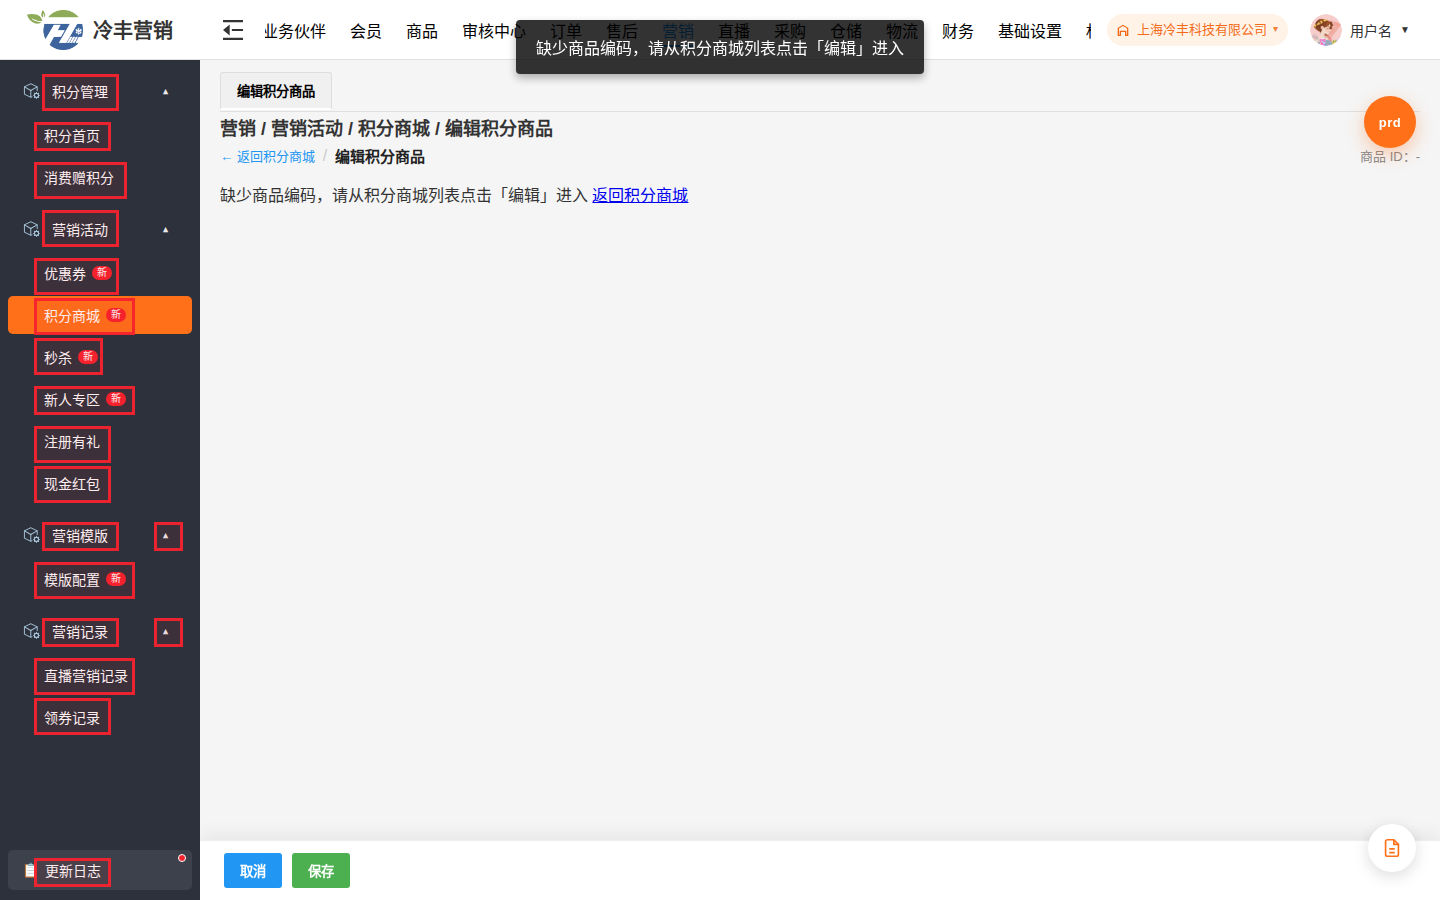 冷丰营销
业务伙伴 会员 商品 审核中心 订单 售后 营销 直播 采购 仓储 物流 财务 基础设置
上海冷丰科技有限公司 ▾
用户名 ▼
缺少商品编码，请从积分商城列表点击「编辑」进入
积分管理 ▲
积分首页
消费赠积分
营销活动 ▲
优惠券 新
积分商城 新
秒杀 新
新人专区 新
注册有礼
现金红包
营销模版 ▲
模版配置 新
营销记录 ▲
直播营销记录
领券记录
更新日志
编辑积分商品
营销 / 营销活动 / 积分商城 / 编辑积分商品
← 返回积分商城 / 编辑积分商品
prd
商品 ID：-
缺少商品编码，请从积分商城列表点击「编辑」进入 返回积分商城
取消 保存